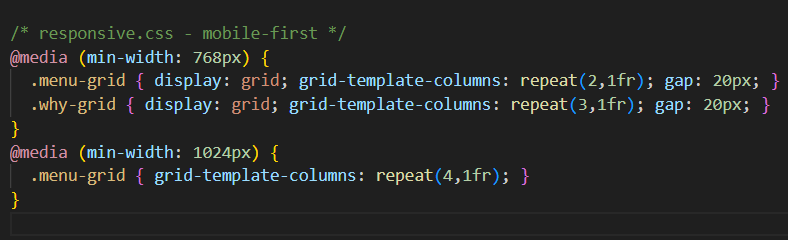 /* responsive.css - mobile-first */
@media (min-width: 768px) {
  .menu-grid { display: grid; grid-template-columns: repeat(2,1fr); gap: 20px; }
  .why-grid { display: grid; grid-template-columns: repeat(3,1fr); gap: 20px; }
}
@media (min-width: 1024px) {
  .menu-grid { grid-template-columns: repeat(4,1fr); }
}